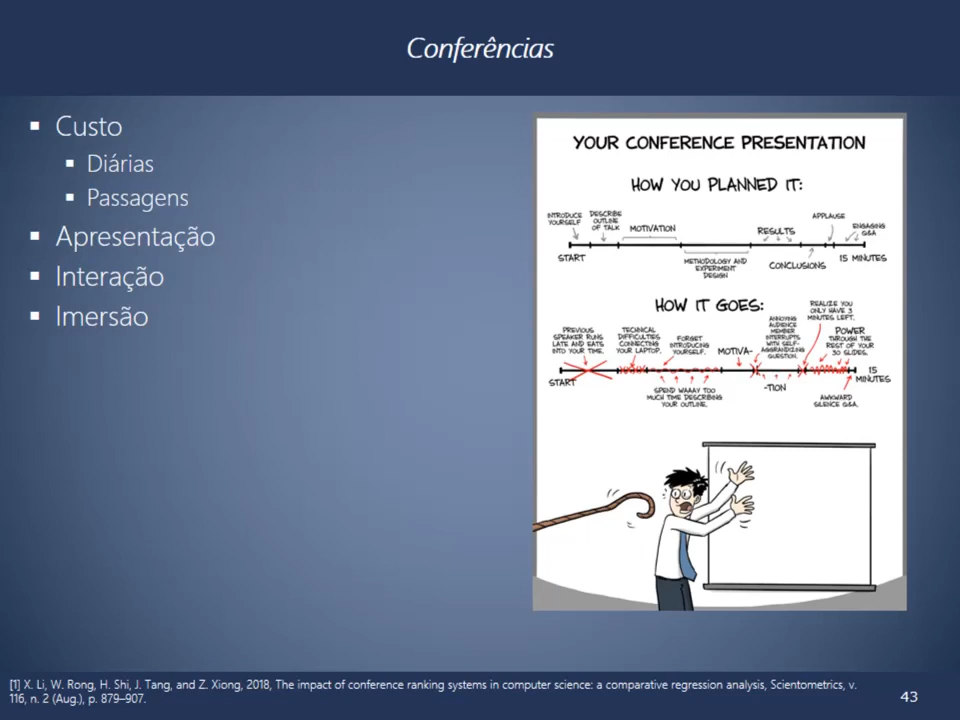 Conferências
Custo
Diárias
Passagens
Apresentação
Interação
Imersão
YOUR CONFERENCE PRESENTATION
HOW YOU PLANNED IT:
INTRODUCE
YOURSELF
DESCRIBE
OUTLINE
OF TALK
MOTIVATION
RESULTS
APPLAUSE
ENGAGING
Q&A
START
METHODOLOGY AND
EXPERIMENT
DESIGN
CONCLUSIONS
15 MINUTES
HOW IT GOES:
PREVIOUS
SPEAKER RUNS
LATE AND EATS
INTO YOUR TIME.
TECHNICAL
DIFFICULTIES
CONNECTING
YOUR LAPTOP.
FORGET
INTRODUCING
YOURSELF.
MOTIVA-
ANNOYING
AUDIENCE
MEMBER
INTERRUPTS
WITH SELF-
AGGRANDIZING
QUESTION.
REALIZE YOU
ONLY HAVE 3
MINUTES LEFT.
POWER
THROUGH THE
REST OF YOUR
30 SLIDES.
START
SPEND WAAAY TOO
MUCH TIME DESCRIBING
YOUR OUTLINE.
-TION
AWKWARD
SILENCE Q&A.
15
MINUTES
[1] X. Li, W. Rong, H. Shi, J. Tang, and Z. Xiong, 2018, The impact of conference ranking systems in computer science: a comparative regression analysis, Scientometrics, v.
116, n. 2 (Aug.), p. 879–907.
43